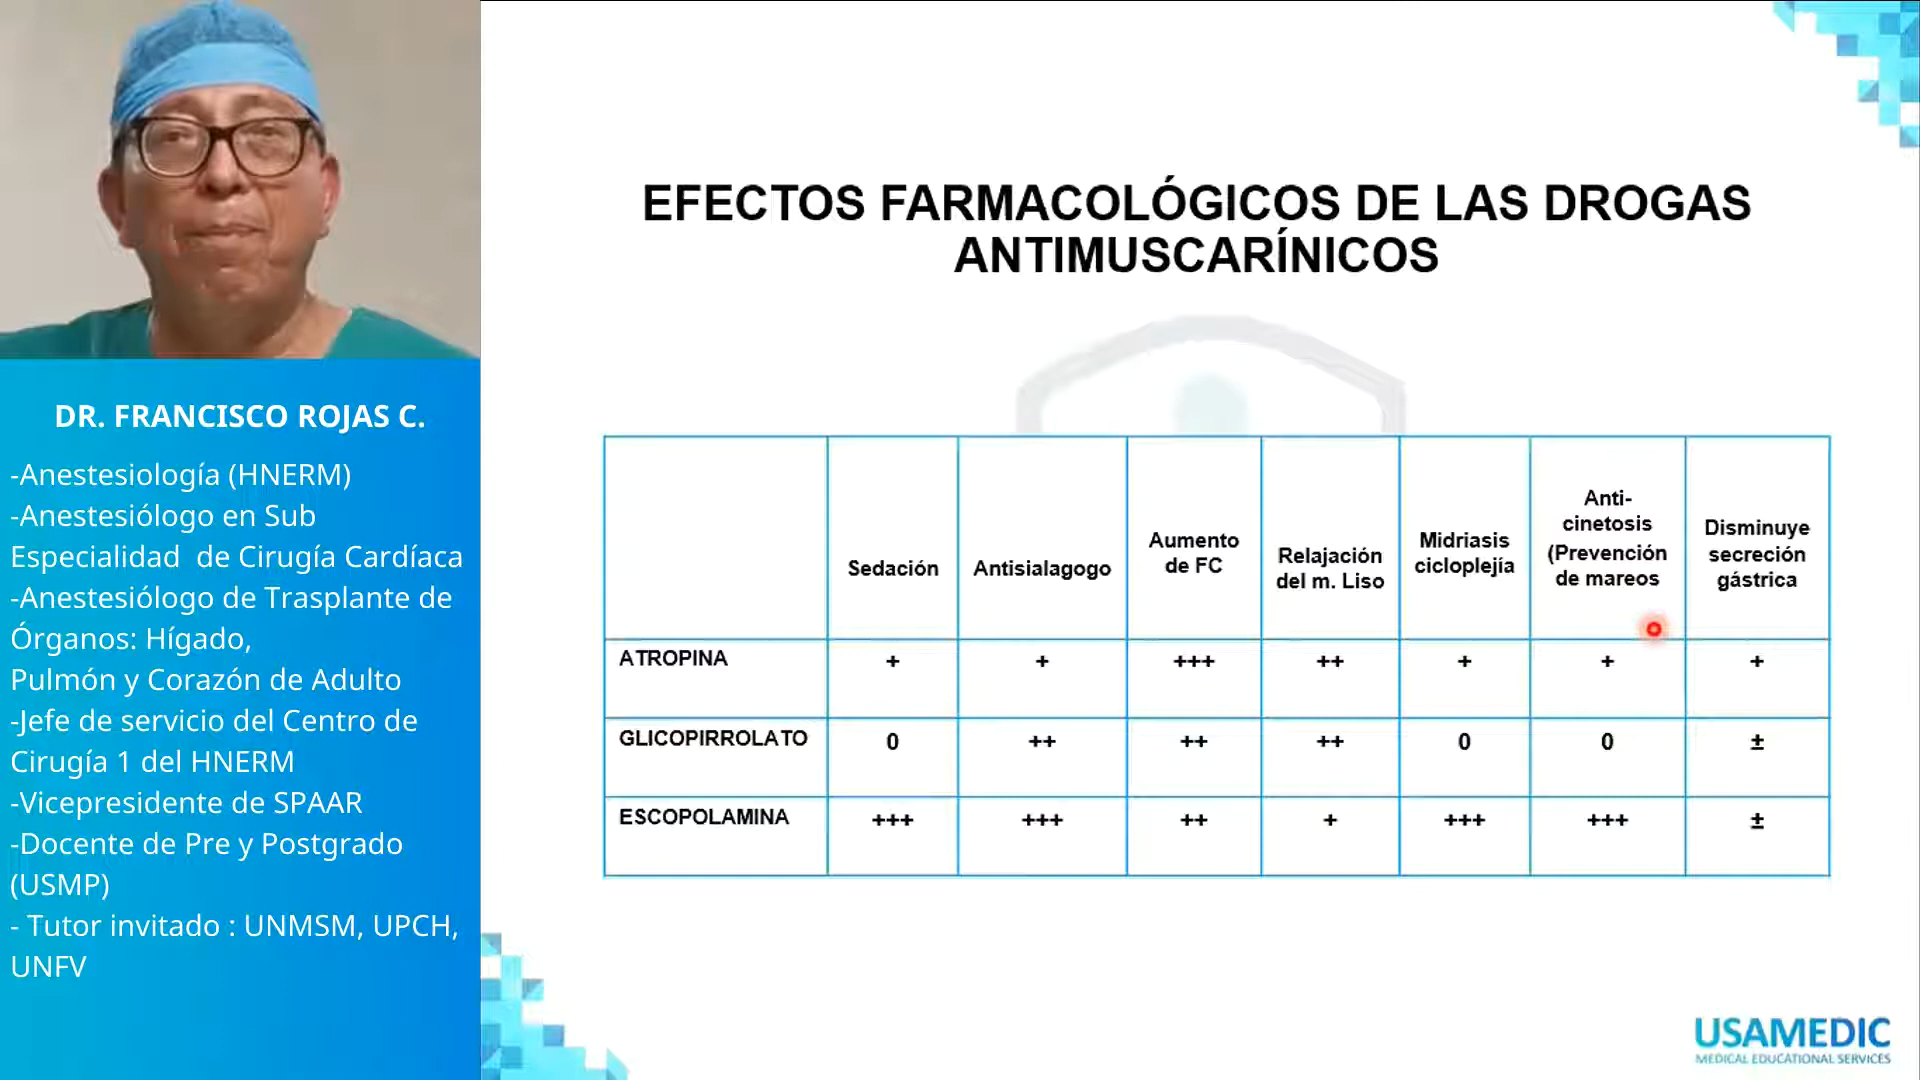 DR. FRANCISCO ROJAS C.
-Anestesiología (HNERM)
-Anestesiólogo en Sub
Especialidad de Cirugía Cardíaca
-Anestesiólogo de Trasplante de
Órganos: Hígado,
Pulmón y Corazón de Adulto
-Jefe de servicio del Centro de
Cirugía 1 del HNERM
-Vicepresidente de SPAAR
-Docente de Pre y Postgrado
(USMP)
- Tutor invitado : UNMSM, UPCH,
UNFV
EFECTOS FARMACOLÓGICOS DE LAS DROGAS
ANTIMUSCARÍNICOS
Sedación
Antisialagogo
Aumento
de FC
Relajación
del m. Liso
Midriasis
cicloplejía
Anti-
cinetosis
(Prevención
de mareos
Disminuye
secreción
gástrica
ATROPINA + + +++ ++ + + +
GLICOPIRROLATO 0 ++ ++ ++ 0 0 ±
ESCOPOLAMINA +++ +++ ++ + +++ +++ ±
USAMEDIC
MEDICAL EDUCATIONAL SERVICES